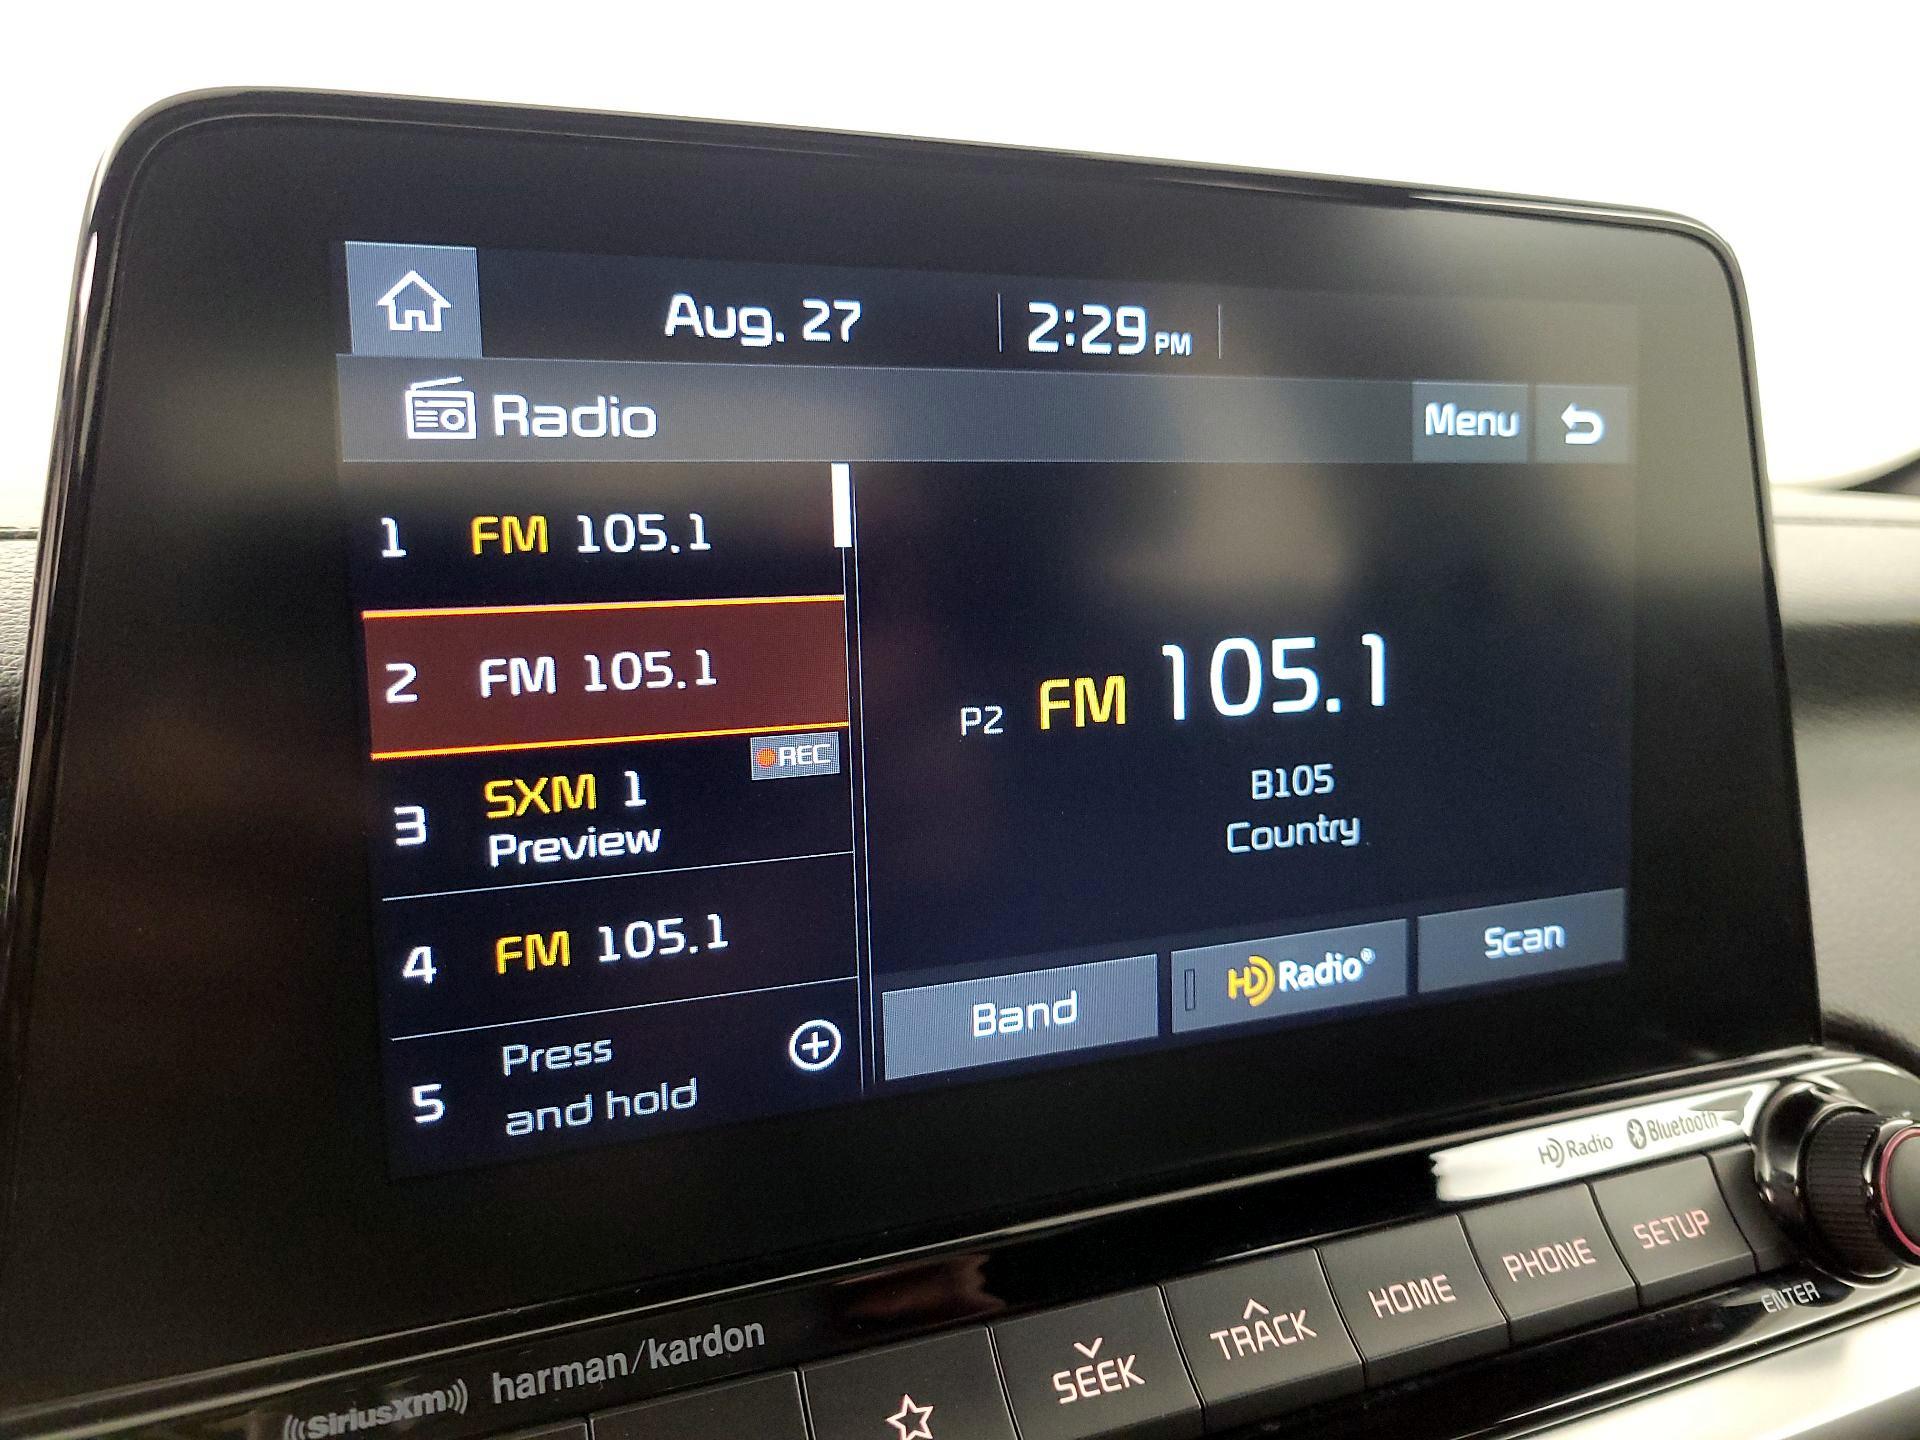 Aug. 27 2:29 PM
Radio Menu
1 FM 105.1
2 FM 105.1
REC
3 SXM 1
Preview
4 FM 105.1
5 Press
and hold
P2 FM 105.1
B105
Country
Band HD Radio® Scan
HD Radio Bluetooth
((SiriusXM)) harman/kardon
SEEK TRACK HOME PHONE SETUP
ENTER